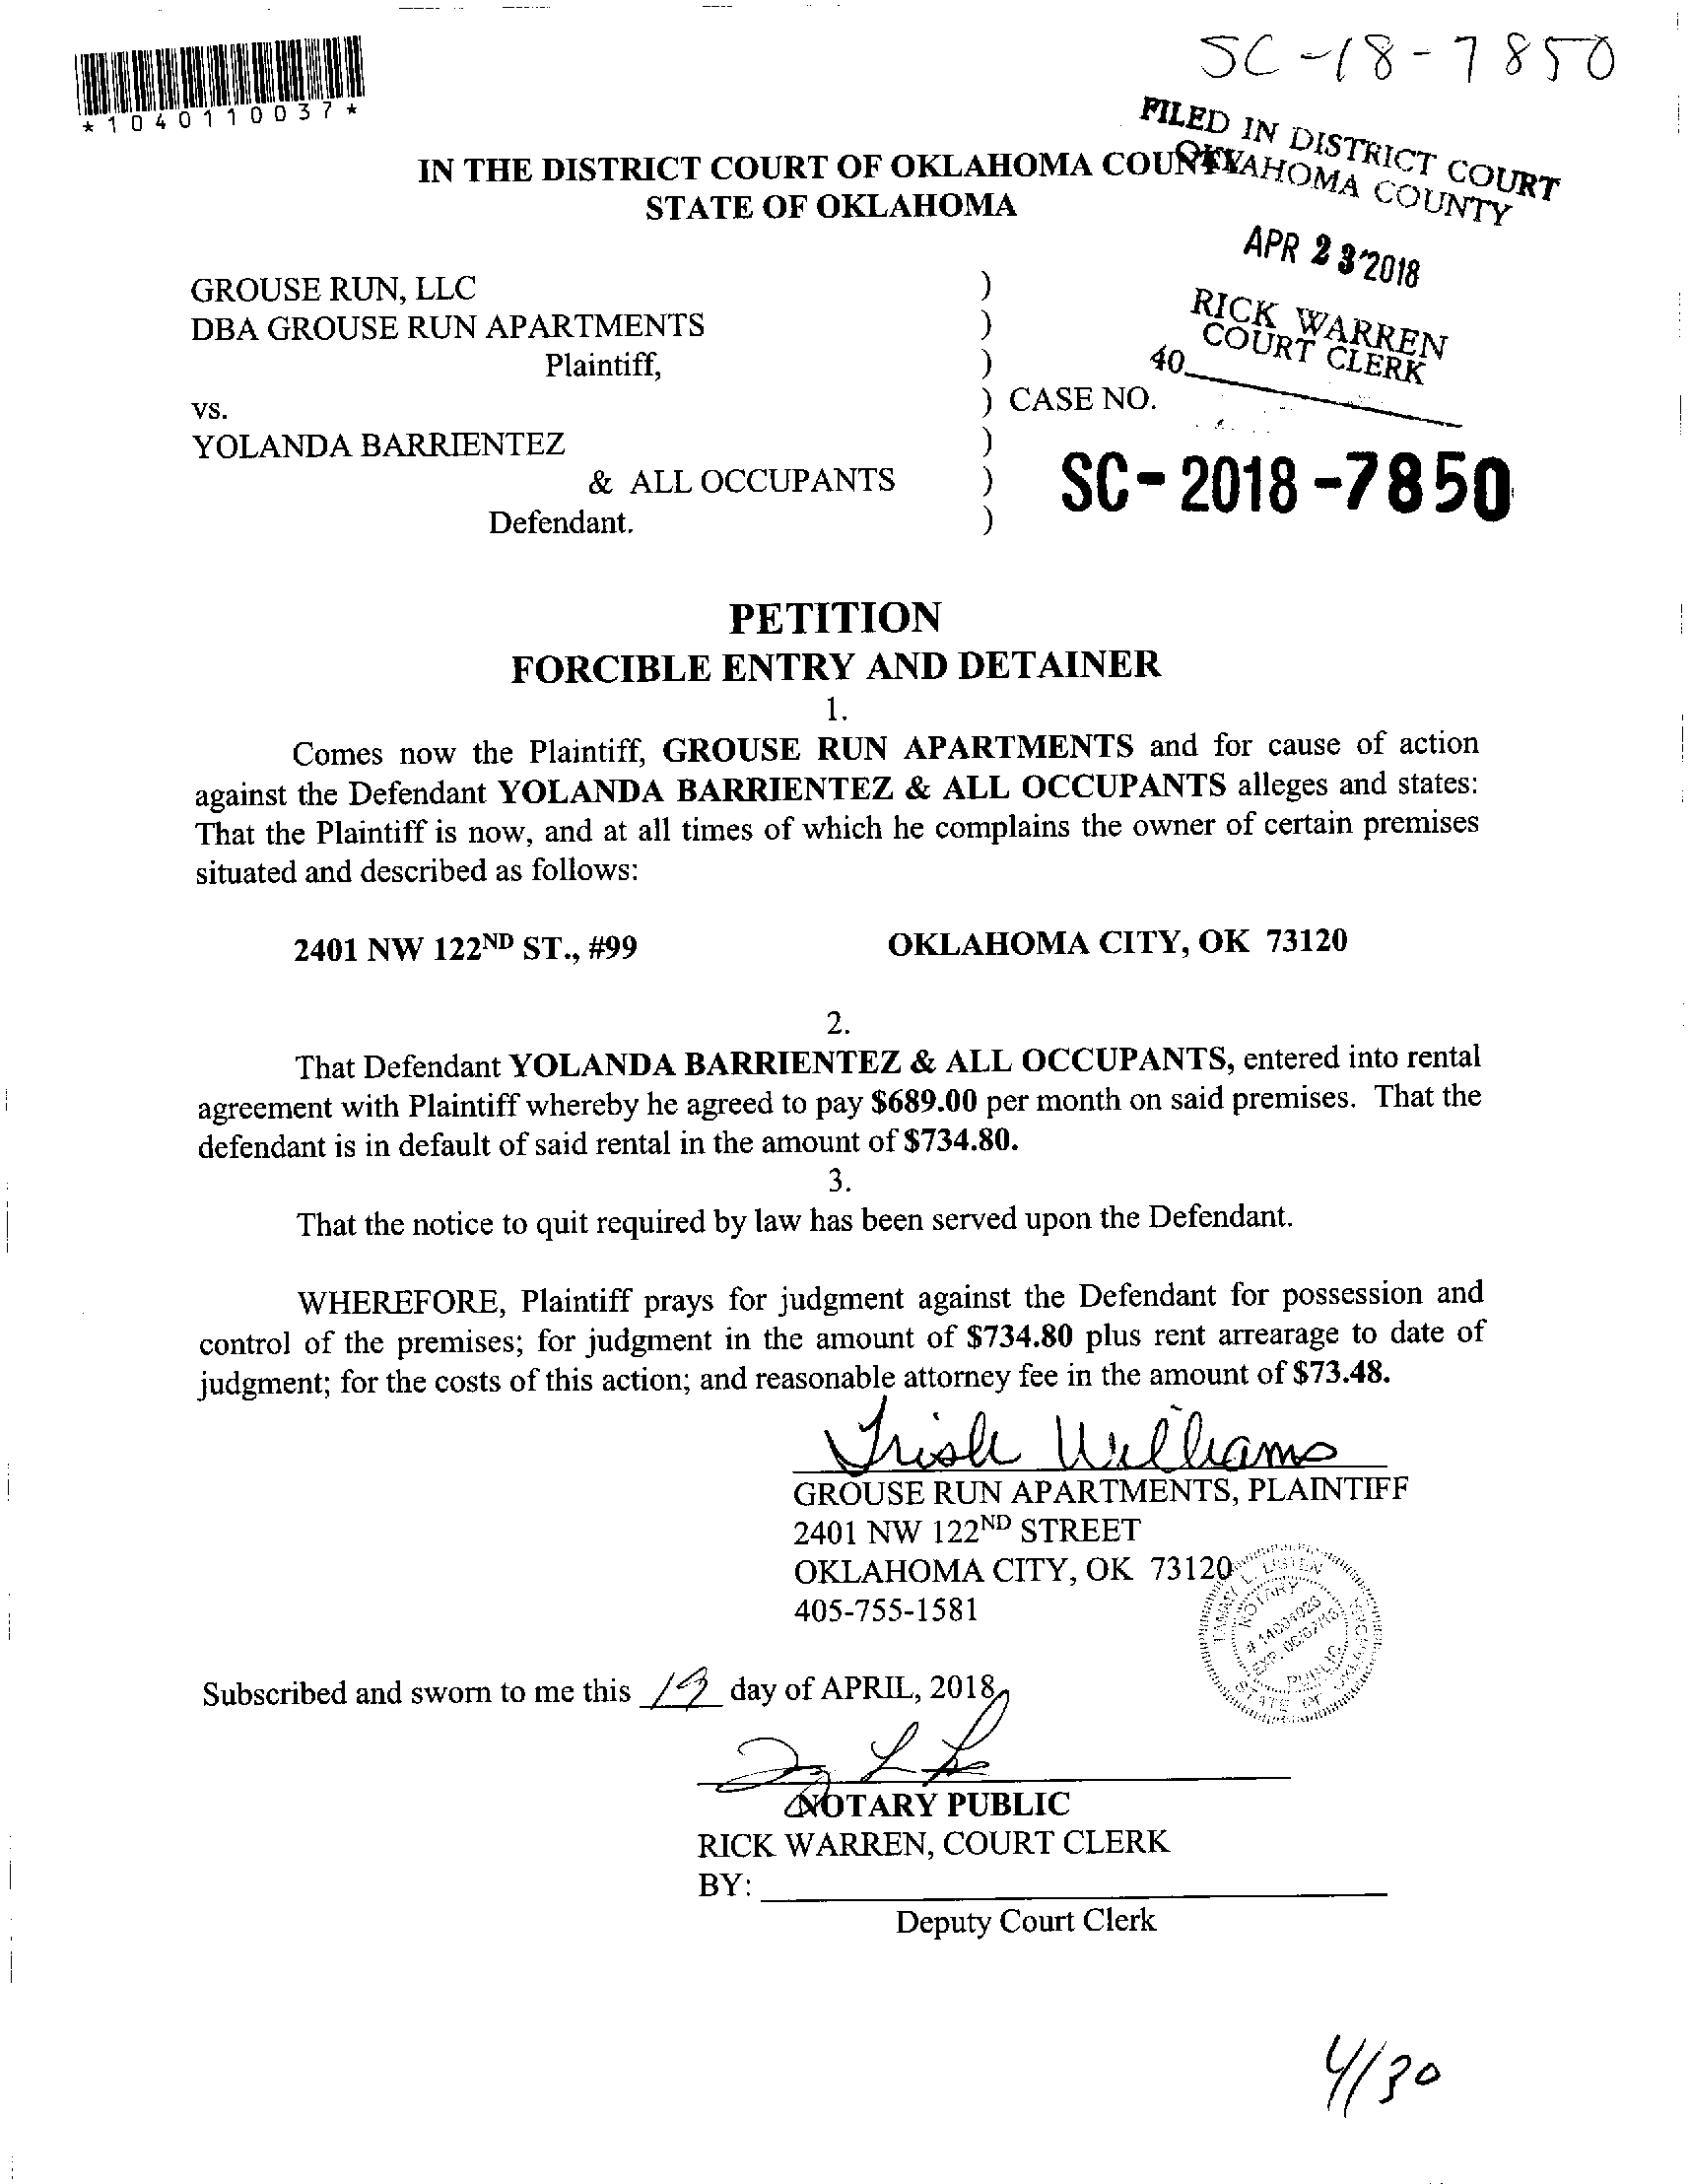 SC-18-7850
*1040110037*
FILED IN DISTRICT COURT
OKLAHOMA COUNTY
IN THE DISTRICT COURT OF OKLAHOMA COUNTY
STATE OF OKLAHOMA
APR 23 2018
RICK WARREN
COURT CLERK
40
GROUSE RUN, LLC )
DBA GROUSE RUN APARTMENTS )
Plaintiff, )
vs. ) CASE NO.
YOLANDA BARRIENTEZ )
& ALL OCCUPANTS ) SC-2018-7850
Defendant. )
PETITION
FORCIBLE ENTRY AND DETAINER
1.
Comes now the Plaintiff, GROUSE RUN APARTMENTS and for cause of action
against the Defendant YOLANDA BARRIENTEZ & ALL OCCUPANTS alleges and states:
That the Plaintiff is now, and at all times of which he complains the owner of certain premises
situated and described as follows:
2401 NW 122ND ST., #99 OKLAHOMA CITY, OK 73120
2.
That Defendant YOLANDA BARRIENTEZ & ALL OCCUPANTS, entered into rental
agreement with Plaintiff whereby he agreed to pay $689.00 per month on said premises. That the
defendant is in default of said rental in the amount of $734.80.
3.
That the notice to quit required by law has been served upon the Defendant.
WHEREFORE, Plaintiff prays for judgment against the Defendant for possession and
control of the premises; for judgment in the amount of $734.80 plus rent arrearage to date of
judgment; for the costs of this action; and reasonable attorney fee in the amount of $73.48.
Trish Williams
GROUSE RUN APARTMENTS, PLAINTIFF
2401 NW 122ND STREET
OKLAHOMA CITY, OK 73120
405-755-1581
TAMMY L.
NOTARY
PUBLIC
STATE OF OKLAHOMA
Subscribed and sworn to me this 19 day of APRIL, 2018
NOTARY PUBLIC
RICK WARREN, COURT CLERK
BY:
Deputy Court Clerk
4/30